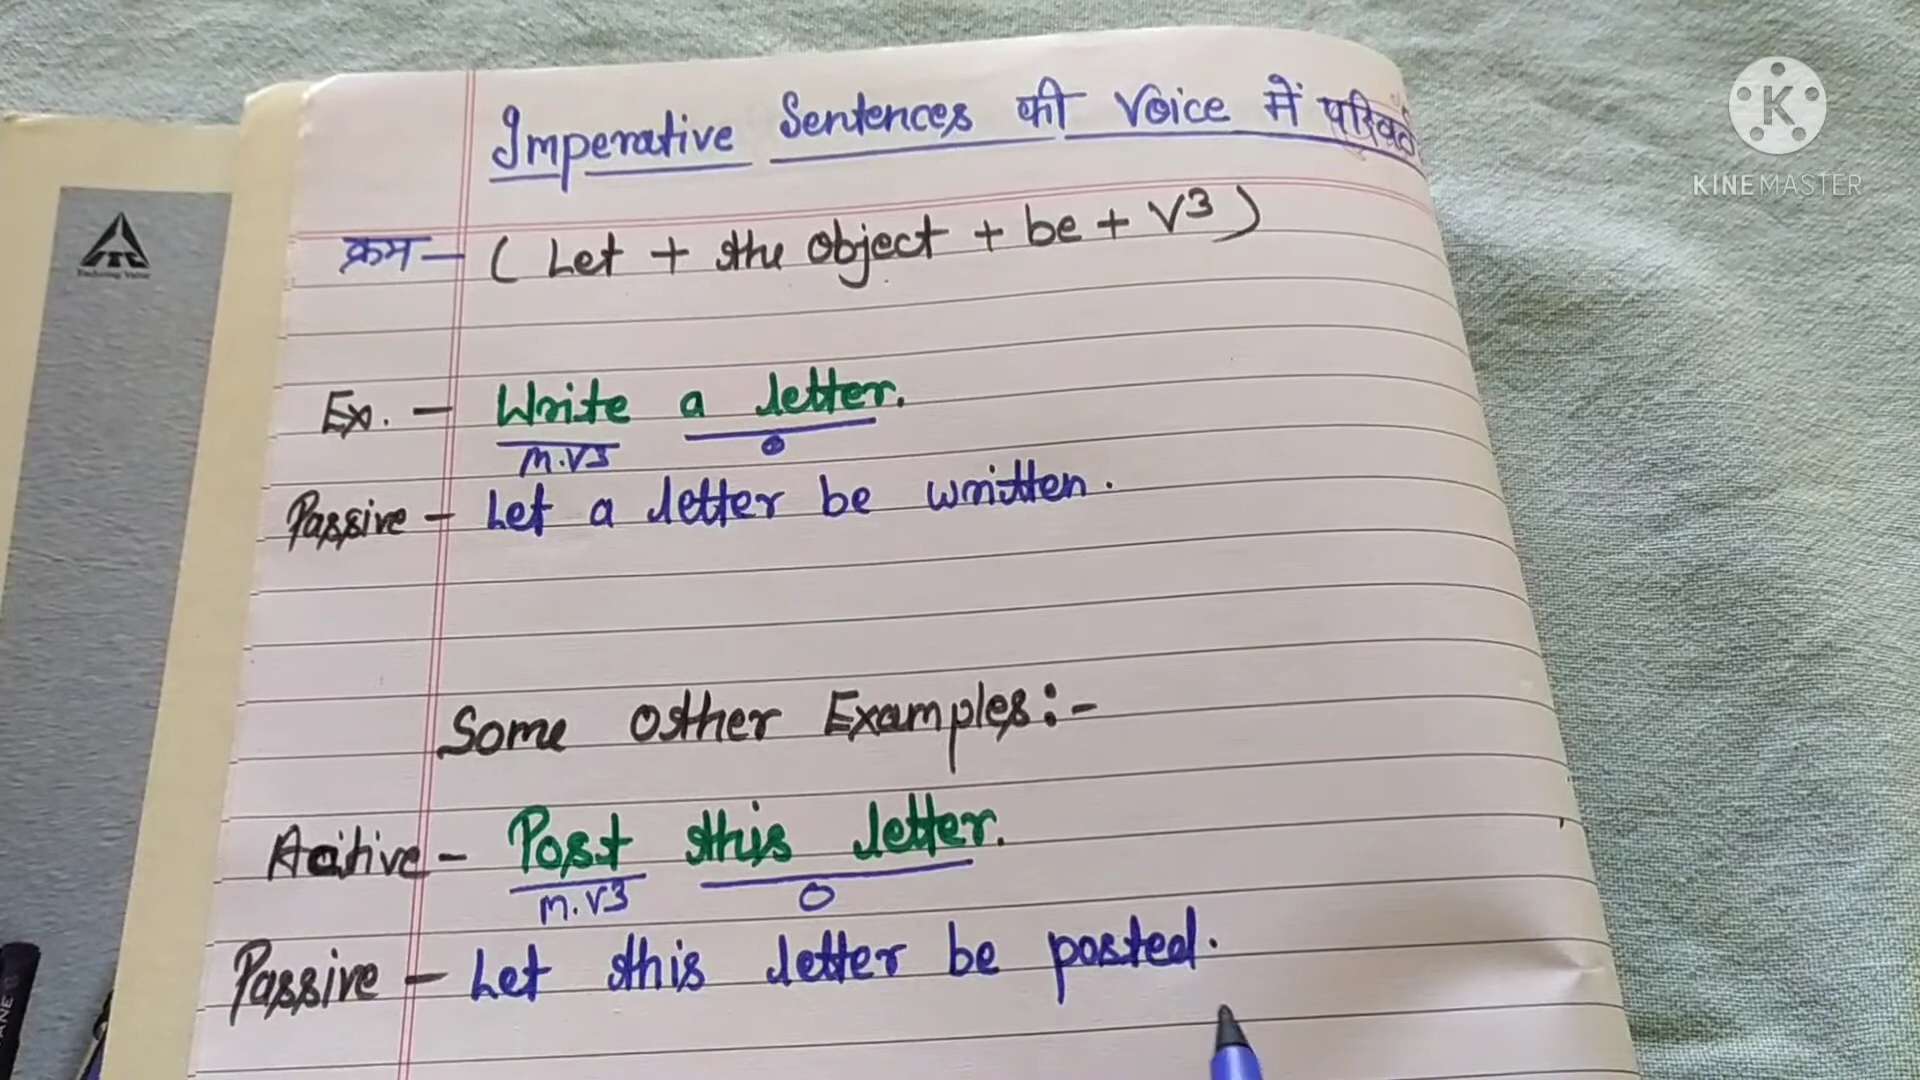 Imperative Sentences की Voice में
K
KINEMASTER
क्रम - ( Let + the object + be + V3 )
Ex. - Write a letter.
m.v3 o
Passive - Let a letter be written.
Some Other Examples:-
Active - Post this letter.
m.v3 O
Passive - Let this letter be posted.